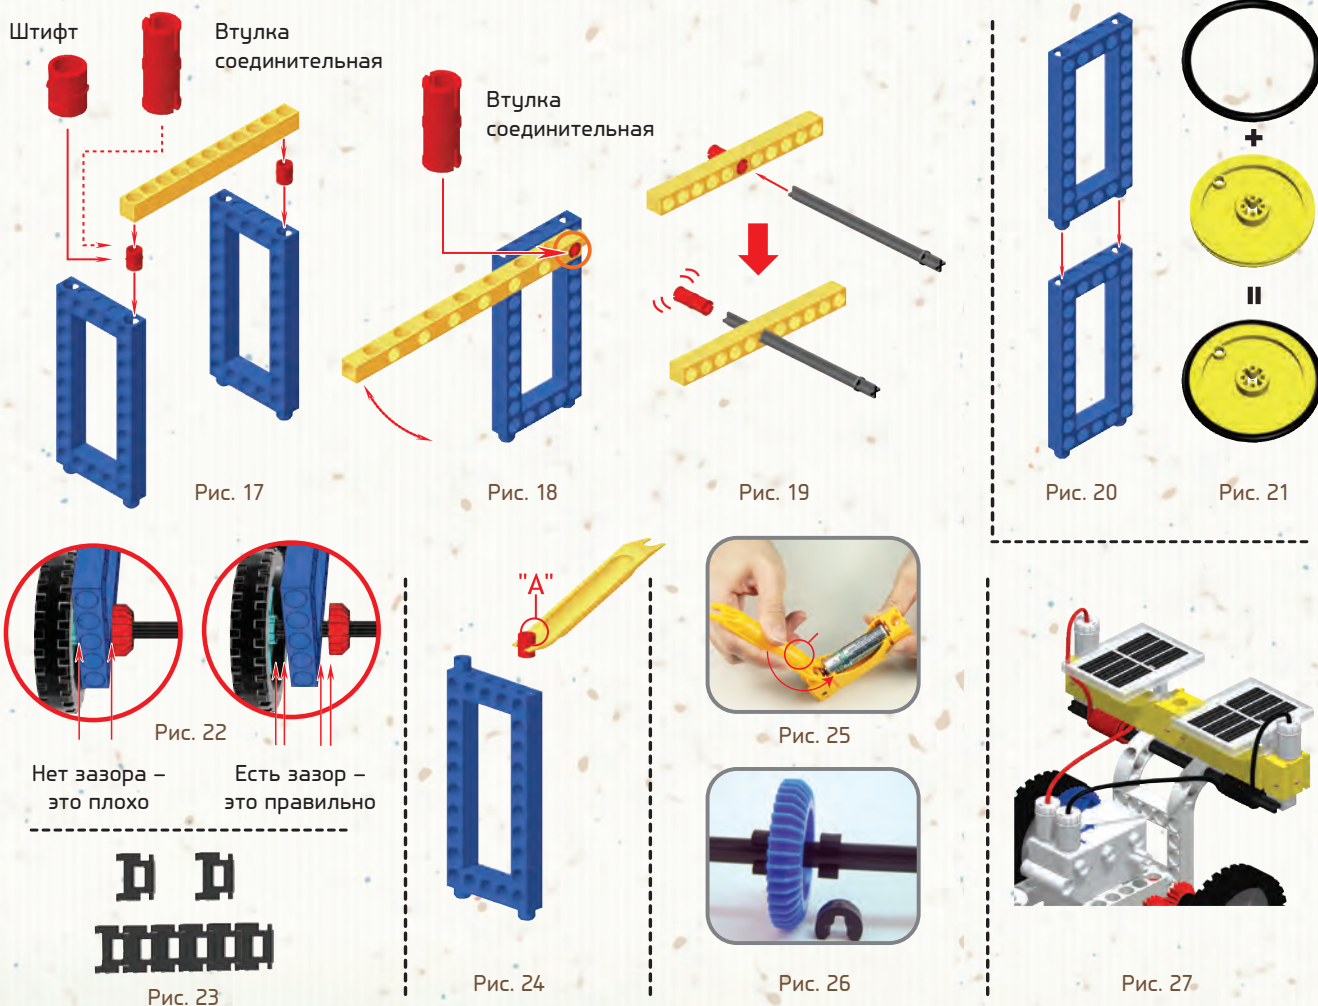 Штифт
Втулка
соединительная
Втулка
соединительная
Рис. 17
Рис. 18
Рис. 19
Рис. 20
Рис. 21
Рис. 22
Нет зазора –
это плохо
Есть зазор –
это правильно
Рис. 23
"А"
Рис. 24
Рис. 25
Рис. 26
Рис. 27